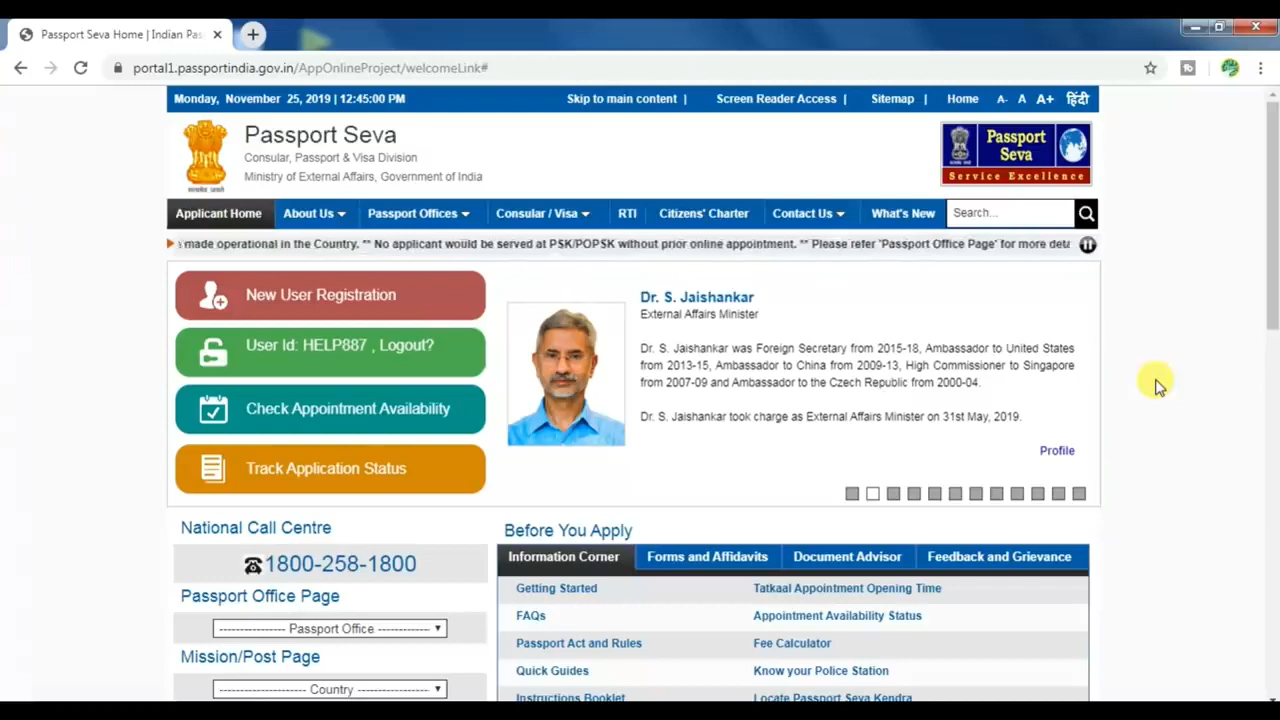 Passport Seva Home | Indian Pas
portal1.passportindia.gov.in/AppOnlineProject/welcomeLink#
Monday, November 25, 2019 | 12:45:00 PM Skip to main content | Screen Reader Access | Sitemap | Home A- A A+ हिंदी
Passport Seva
Consular, Passport & Visa Division
Ministry of External Affairs, Government of India
सत्यमेव जयते
Passport
Seva
Service Excellence
Applicant Home About Us Passport Offices Consular / Visa RTI Citizens' Charter Contact Us What's New Search...
made operational in the Country. ** No applicant would be served at PSK/POPSK without prior online appointment. ** Please refer 'Passport Office Page' for more deta
New User Registration
User Id: HELP887 , Logout?
Check Appointment Availability
Track Application Status
Dr. S. Jaishankar
External Affairs Minister
Dr. S. Jaishankar was Foreign Secretary from 2015-18, Ambassador to United States
from 2013-15, Ambassador to China from 2009-13, High Commissioner to Singapore
from 2007-09 and Ambassador to the Czech Republic from 2000-04.
Dr. S. Jaishankar took charge as External Affairs Minister on 31st May, 2019.
Profile
National Call Centre
1800-258-1800
Passport Office Page
---------------- Passport Office -------------
Mission/Post Page
--------------------- Country ------------------
Before You Apply
Information Corner Forms and Affidavits Document Advisor Feedback and Grievance
Getting Started Tatkaal Appointment Opening Time
FAQs Appointment Availability Status
Passport Act and Rules Fee Calculator
Quick Guides Know your Police Station
Instructions Booklet Locate Passport Seva Kendra